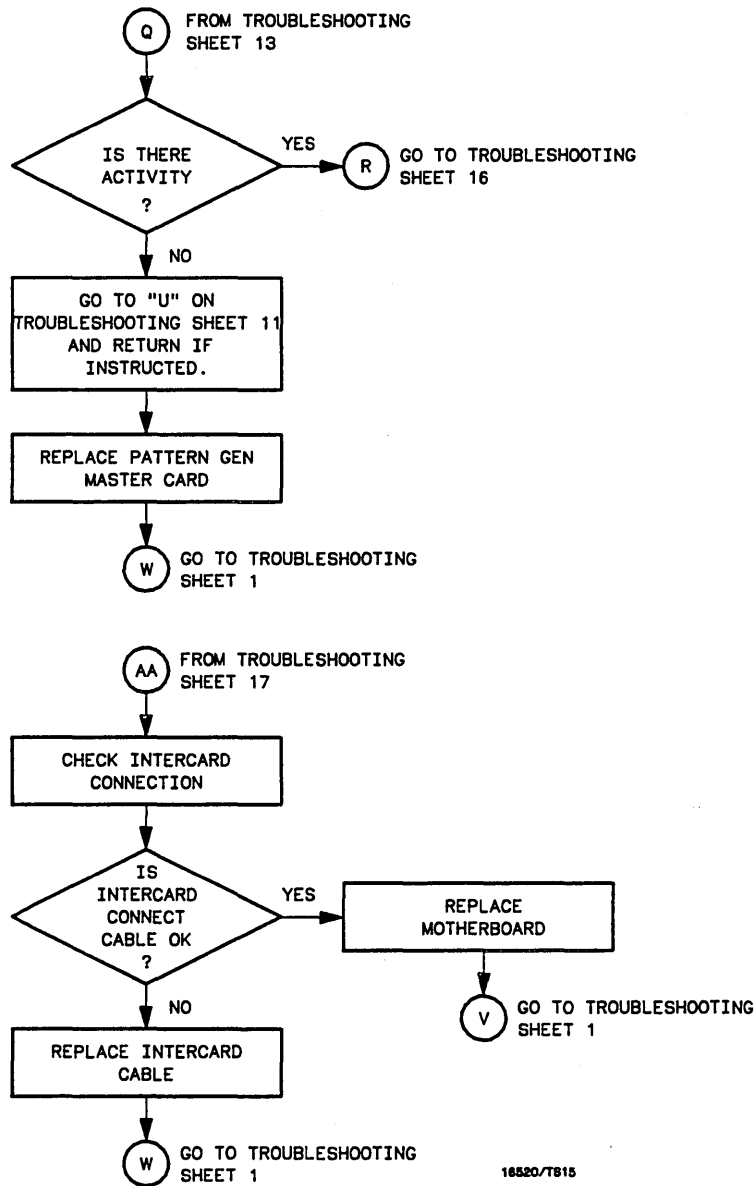 Q
FROM TROUBLESHOOTING
SHEET 13
IS THERE
ACTIVITY
?
YES
R
GO TO TROUBLESHOOTING
SHEET 16
NO
GO TO "U" ON
TROUBLESHOOTING SHEET 11
AND RETURN IF
INSTRUCTED.
REPLACE PATTERN GEN
MASTER CARD
W
GO TO TROUBLESHOOTING
SHEET 1
AA
FROM TROUBLESHOOTING
SHEET 17
CHECK INTERCARD
CONNECTION
IS
INTERCARD
CONNECT
CABLE OK
?
YES
REPLACE
MOTHERBOARD
V
GO TO TROUBLESHOOTING
SHEET 1
NO
REPLACE INTERCARD
CABLE
W
GO TO TROUBLESHOOTING
SHEET 1
16520/TS15